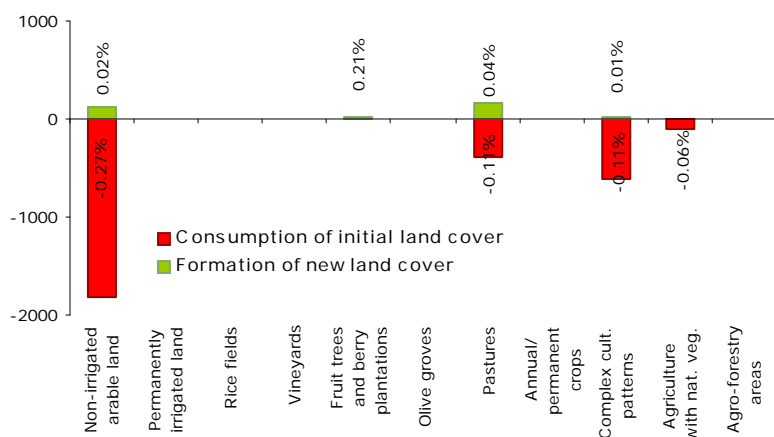 1000
0
-1000
-2000
0.02%
-0.27%
0.21%
0.04%
-0.11%
0.01%
-0.11%
-0.06%
Consumption of initial land cover
Formation of new land cover
Non-irrigated
arable land
Permanently
irrigated land
Rice fields
Vineyards
Fruit trees
and berry
plantations
Olive groves
Pastures
Annual/
permanent
crops
Complex cult.
patterns
Agriculture
with nat. veg.
Agro-forestry
areas